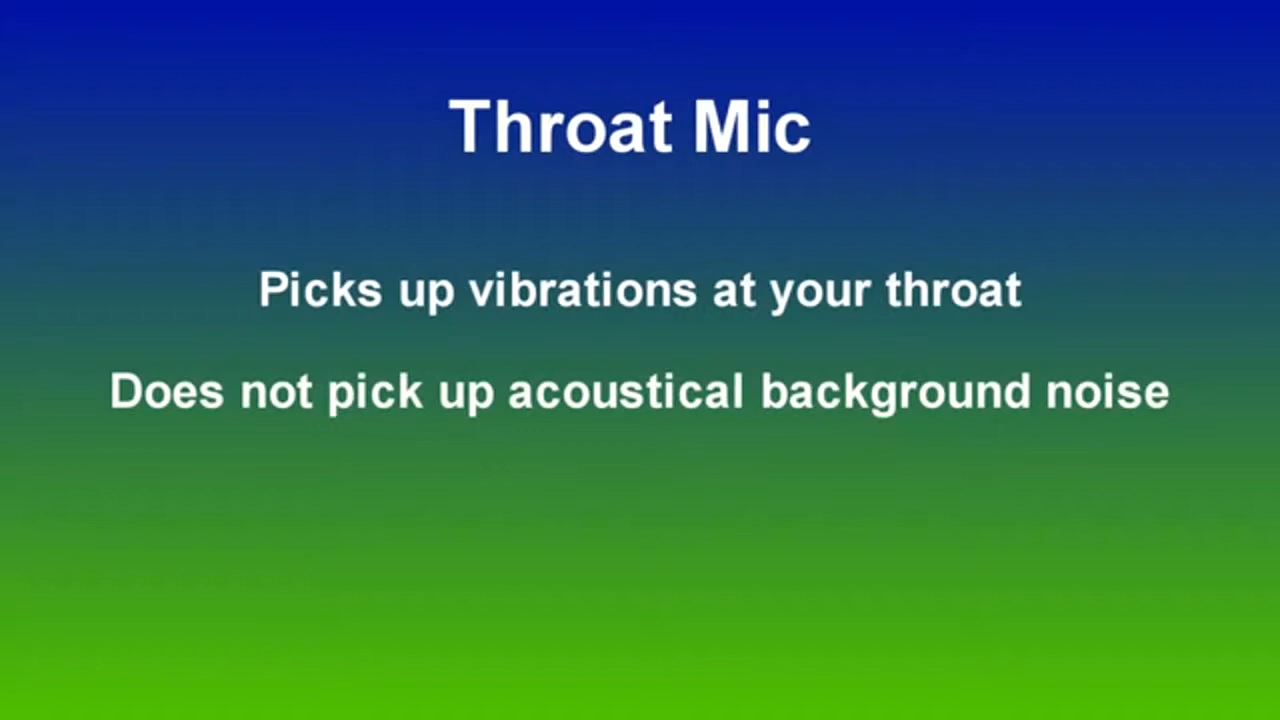 Throat Mic
Picks up vibrations at your throat
Does not pick up acoustical background noise